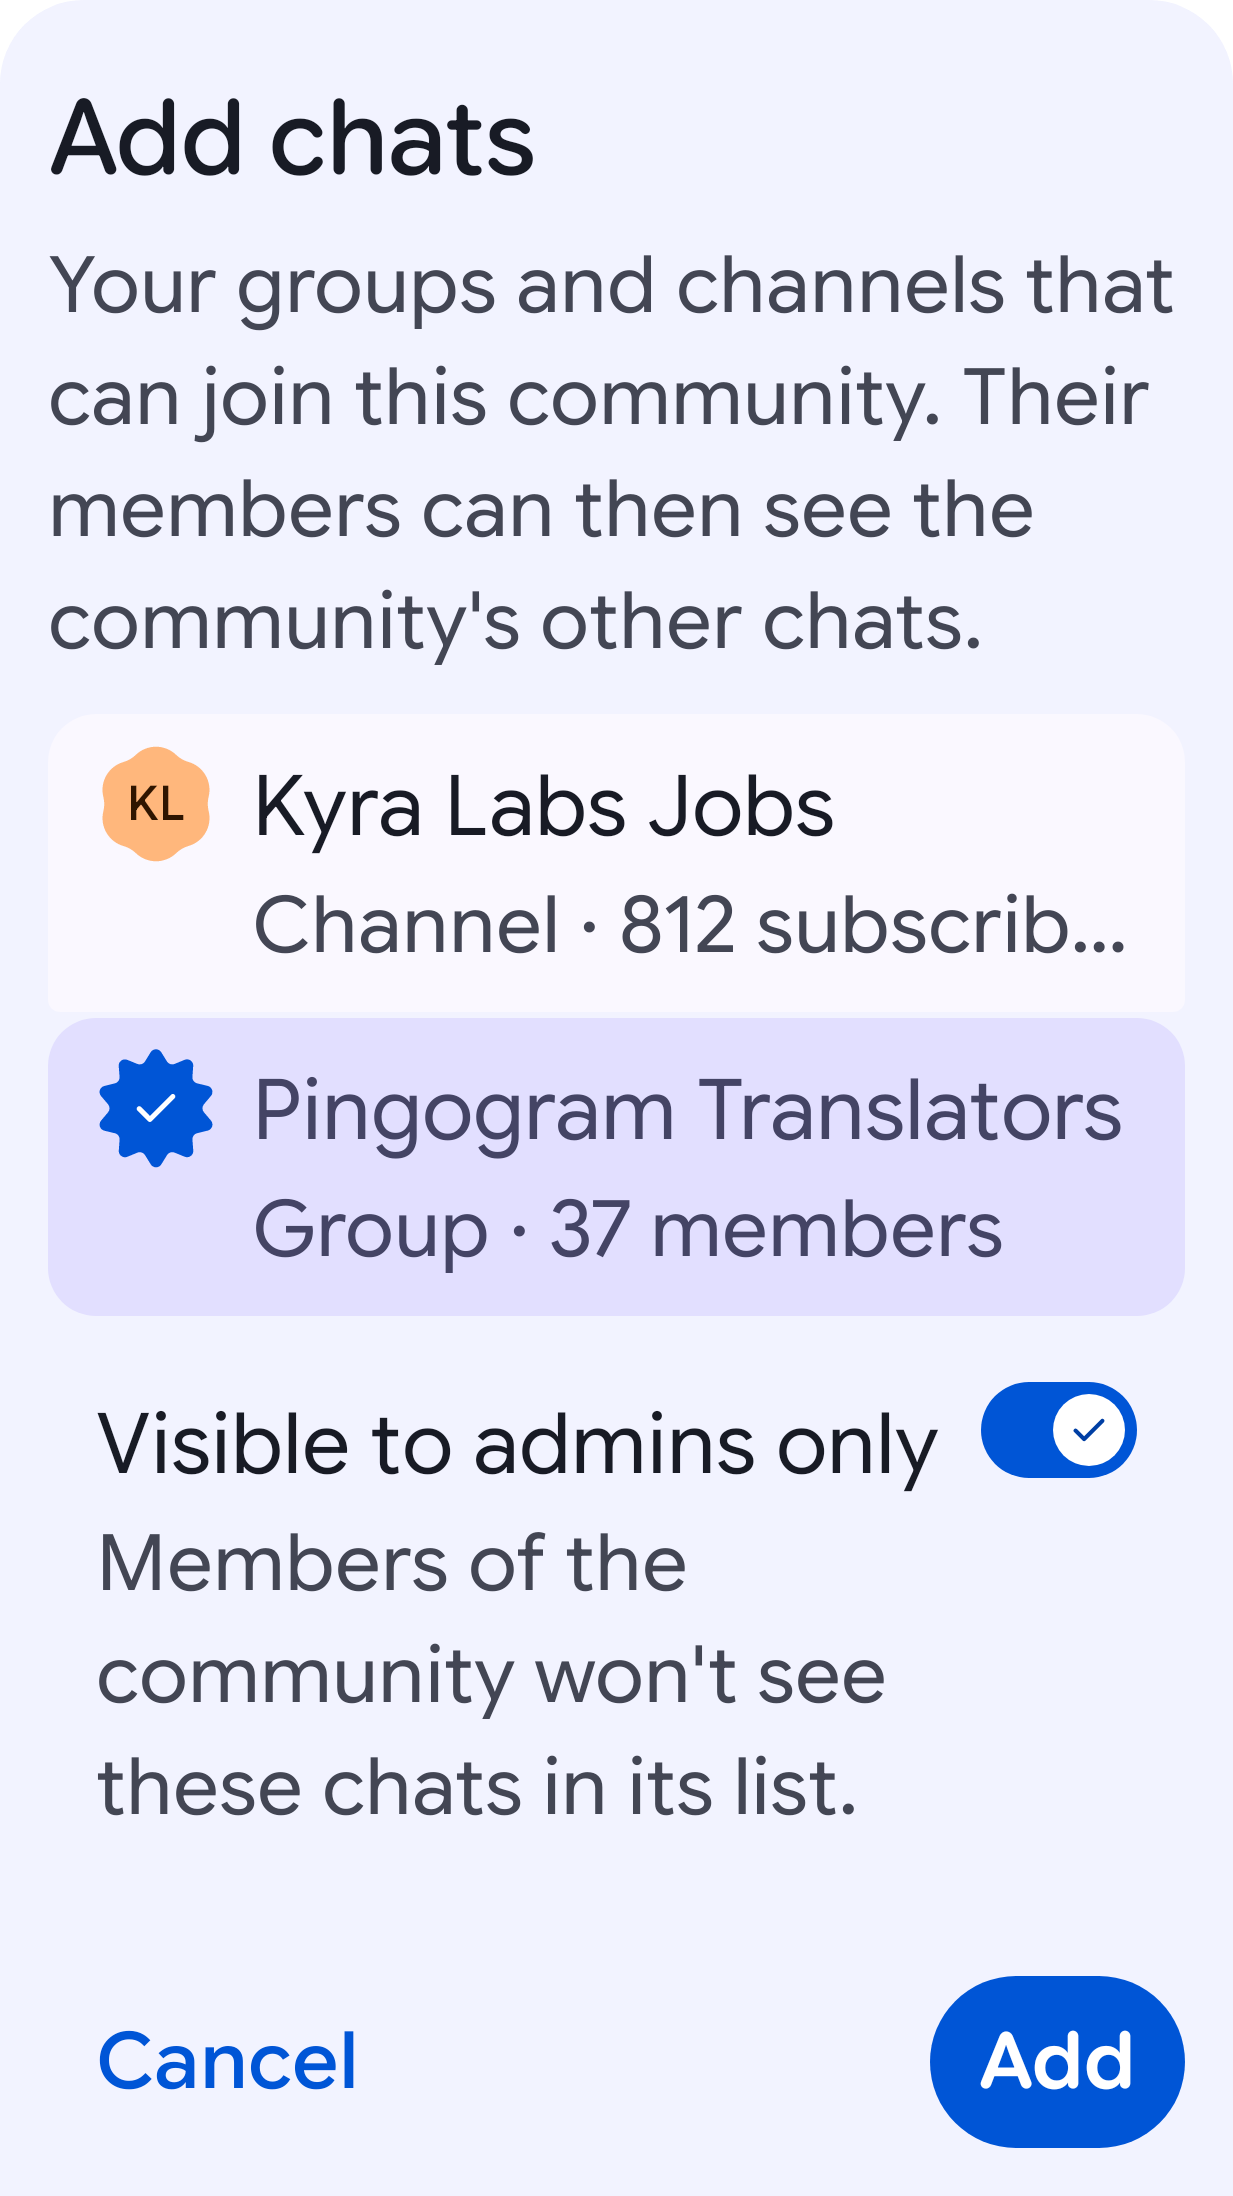 Add chats
Your groups and channels that
can join this community. Their
members can then see the
community's other chats.
KL
Kyra Labs Jobs
Channel · 812 subscrib...
Pingogram Translators
Group · 37 members
Visible to admins only
Members of the
community won't see
these chats in its list.
Cancel
Add